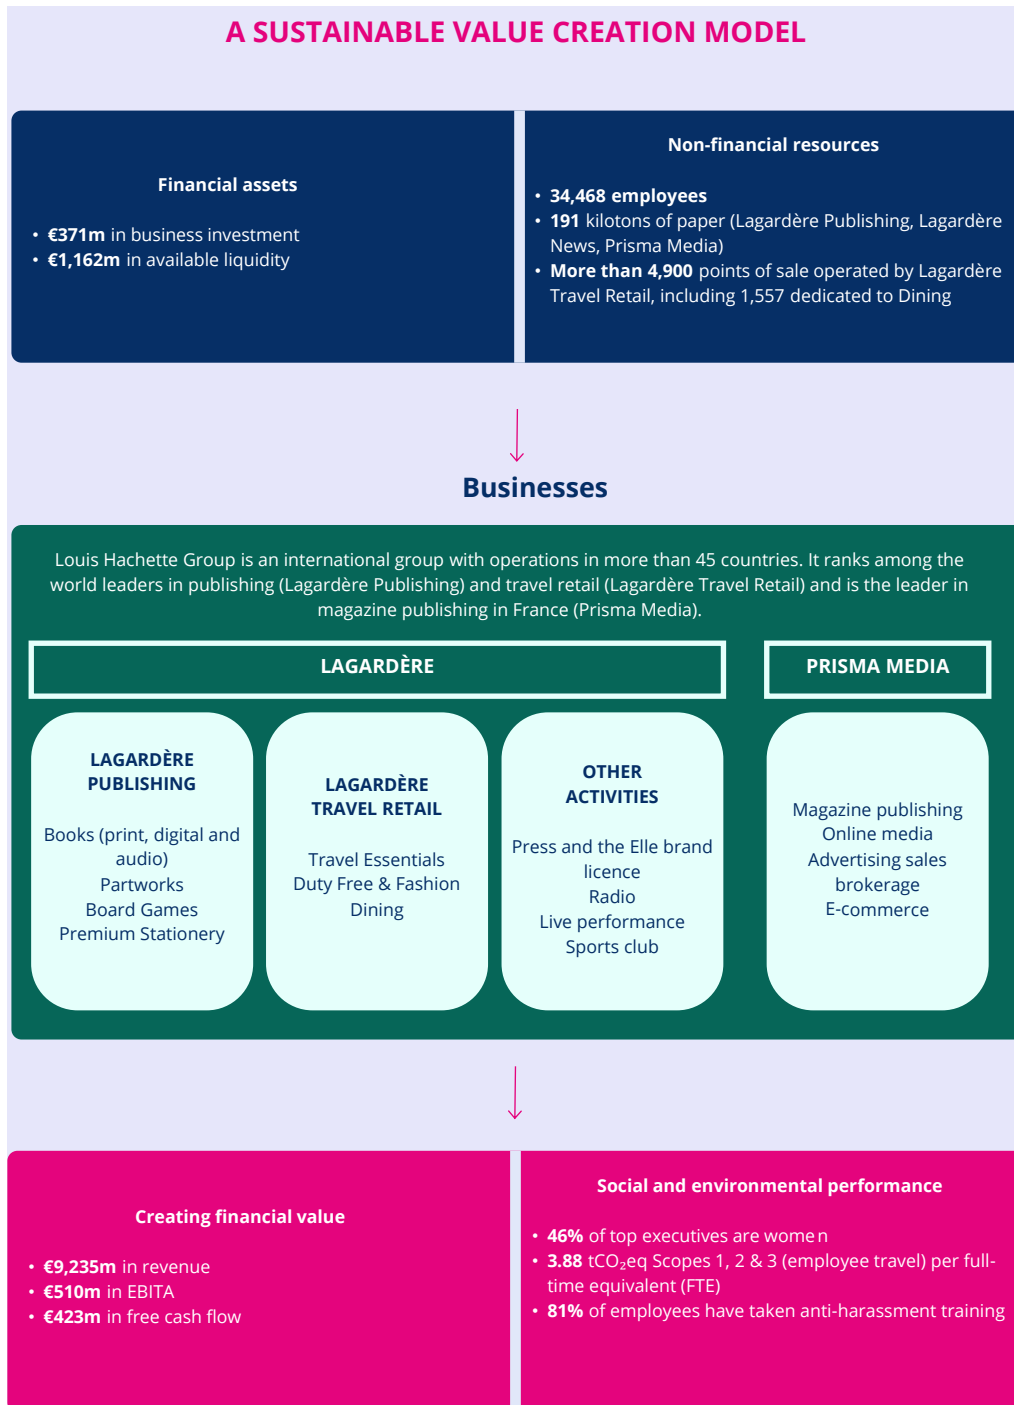 A SUSTAINABLE VALUE CREATION MODEL
Financial assets
• €371m in business investment
• €1,162m in available liquidity
Non-financial resources
• 34,468 employees
• 191 kilotons of paper (Lagardère Publishing, Lagardère
News, Prisma Media)
• More than 4,900 points of sale operated by Lagardère
Travel Retail, including 1,557 dedicated to Dining
Businesses
Louis Hachette Group is an international group with operations in more than 45 countries. It ranks among the
world leaders in publishing (Lagardère Publishing) and travel retail (Lagardère Travel Retail) and is the leader in
magazine publishing in France (Prisma Media).
LAGARDÈRE
LAGARDÈRE
PUBLISHING
Books (print, digital and
audio)
Partworks
Board Games
Premium Stationery
LAGARDÈRE
TRAVEL RETAIL
Travel Essentials
Duty Free & Fashion
Dining
OTHER
ACTIVITIES
Press and the Elle brand
licence
Radio
Live performance
Sports club
PRISMA MEDIA
Magazine publishing
Online media
Advertising sales
brokerage
E-commerce
Creating financial value
• €9,235m in revenue
• €510m in EBITA
• €423m in free cash flow
Social and environmental performance
• 46% of top executives are women
• 3.88 tCO₂eq Scopes 1, 2 & 3 (employee travel) per full-
time equivalent (FTE)
• 81% of employees have taken anti-harassment training